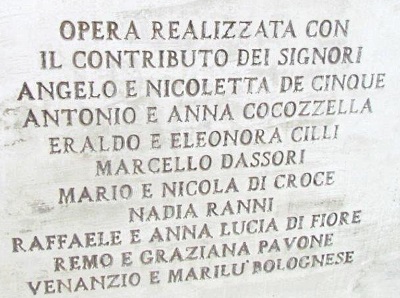 OPERA REALIZZATA CON
IL CONTRIBUTO DEI SIGNORI
ANGELO E NICOLETTA DE CINQUE
ANTONIO E ANNA COCOZZELLA
ERALDO E ELEONORA CILLI
MARCELLO DASSORI
MARIO E NICOLA DI CROCE
NADIA RANNI
RAFFAELE E ANNA LUCIA DI FIORE
REMO E GRAZIANA PAVONE
VENANZIO E MARILU' BOLOGNESE